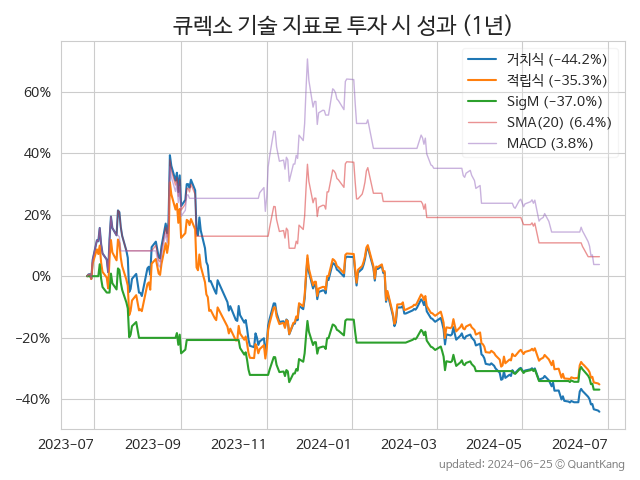 큐렉소 기술 지표로 투자 시 성과 (1년)
거치식 (−44.2%)
적립식 (−35.3%)
SigM (−37.0%)
SMA(20) (6.4%)
MACD (3.8%)
60%
40%
20%
0%
−20%
−40%
2023-07 2023-09 2023-11 2024-01 2024-03 2024-05 2024-07
updated: 2024-06-25 ⓒ QuantKang